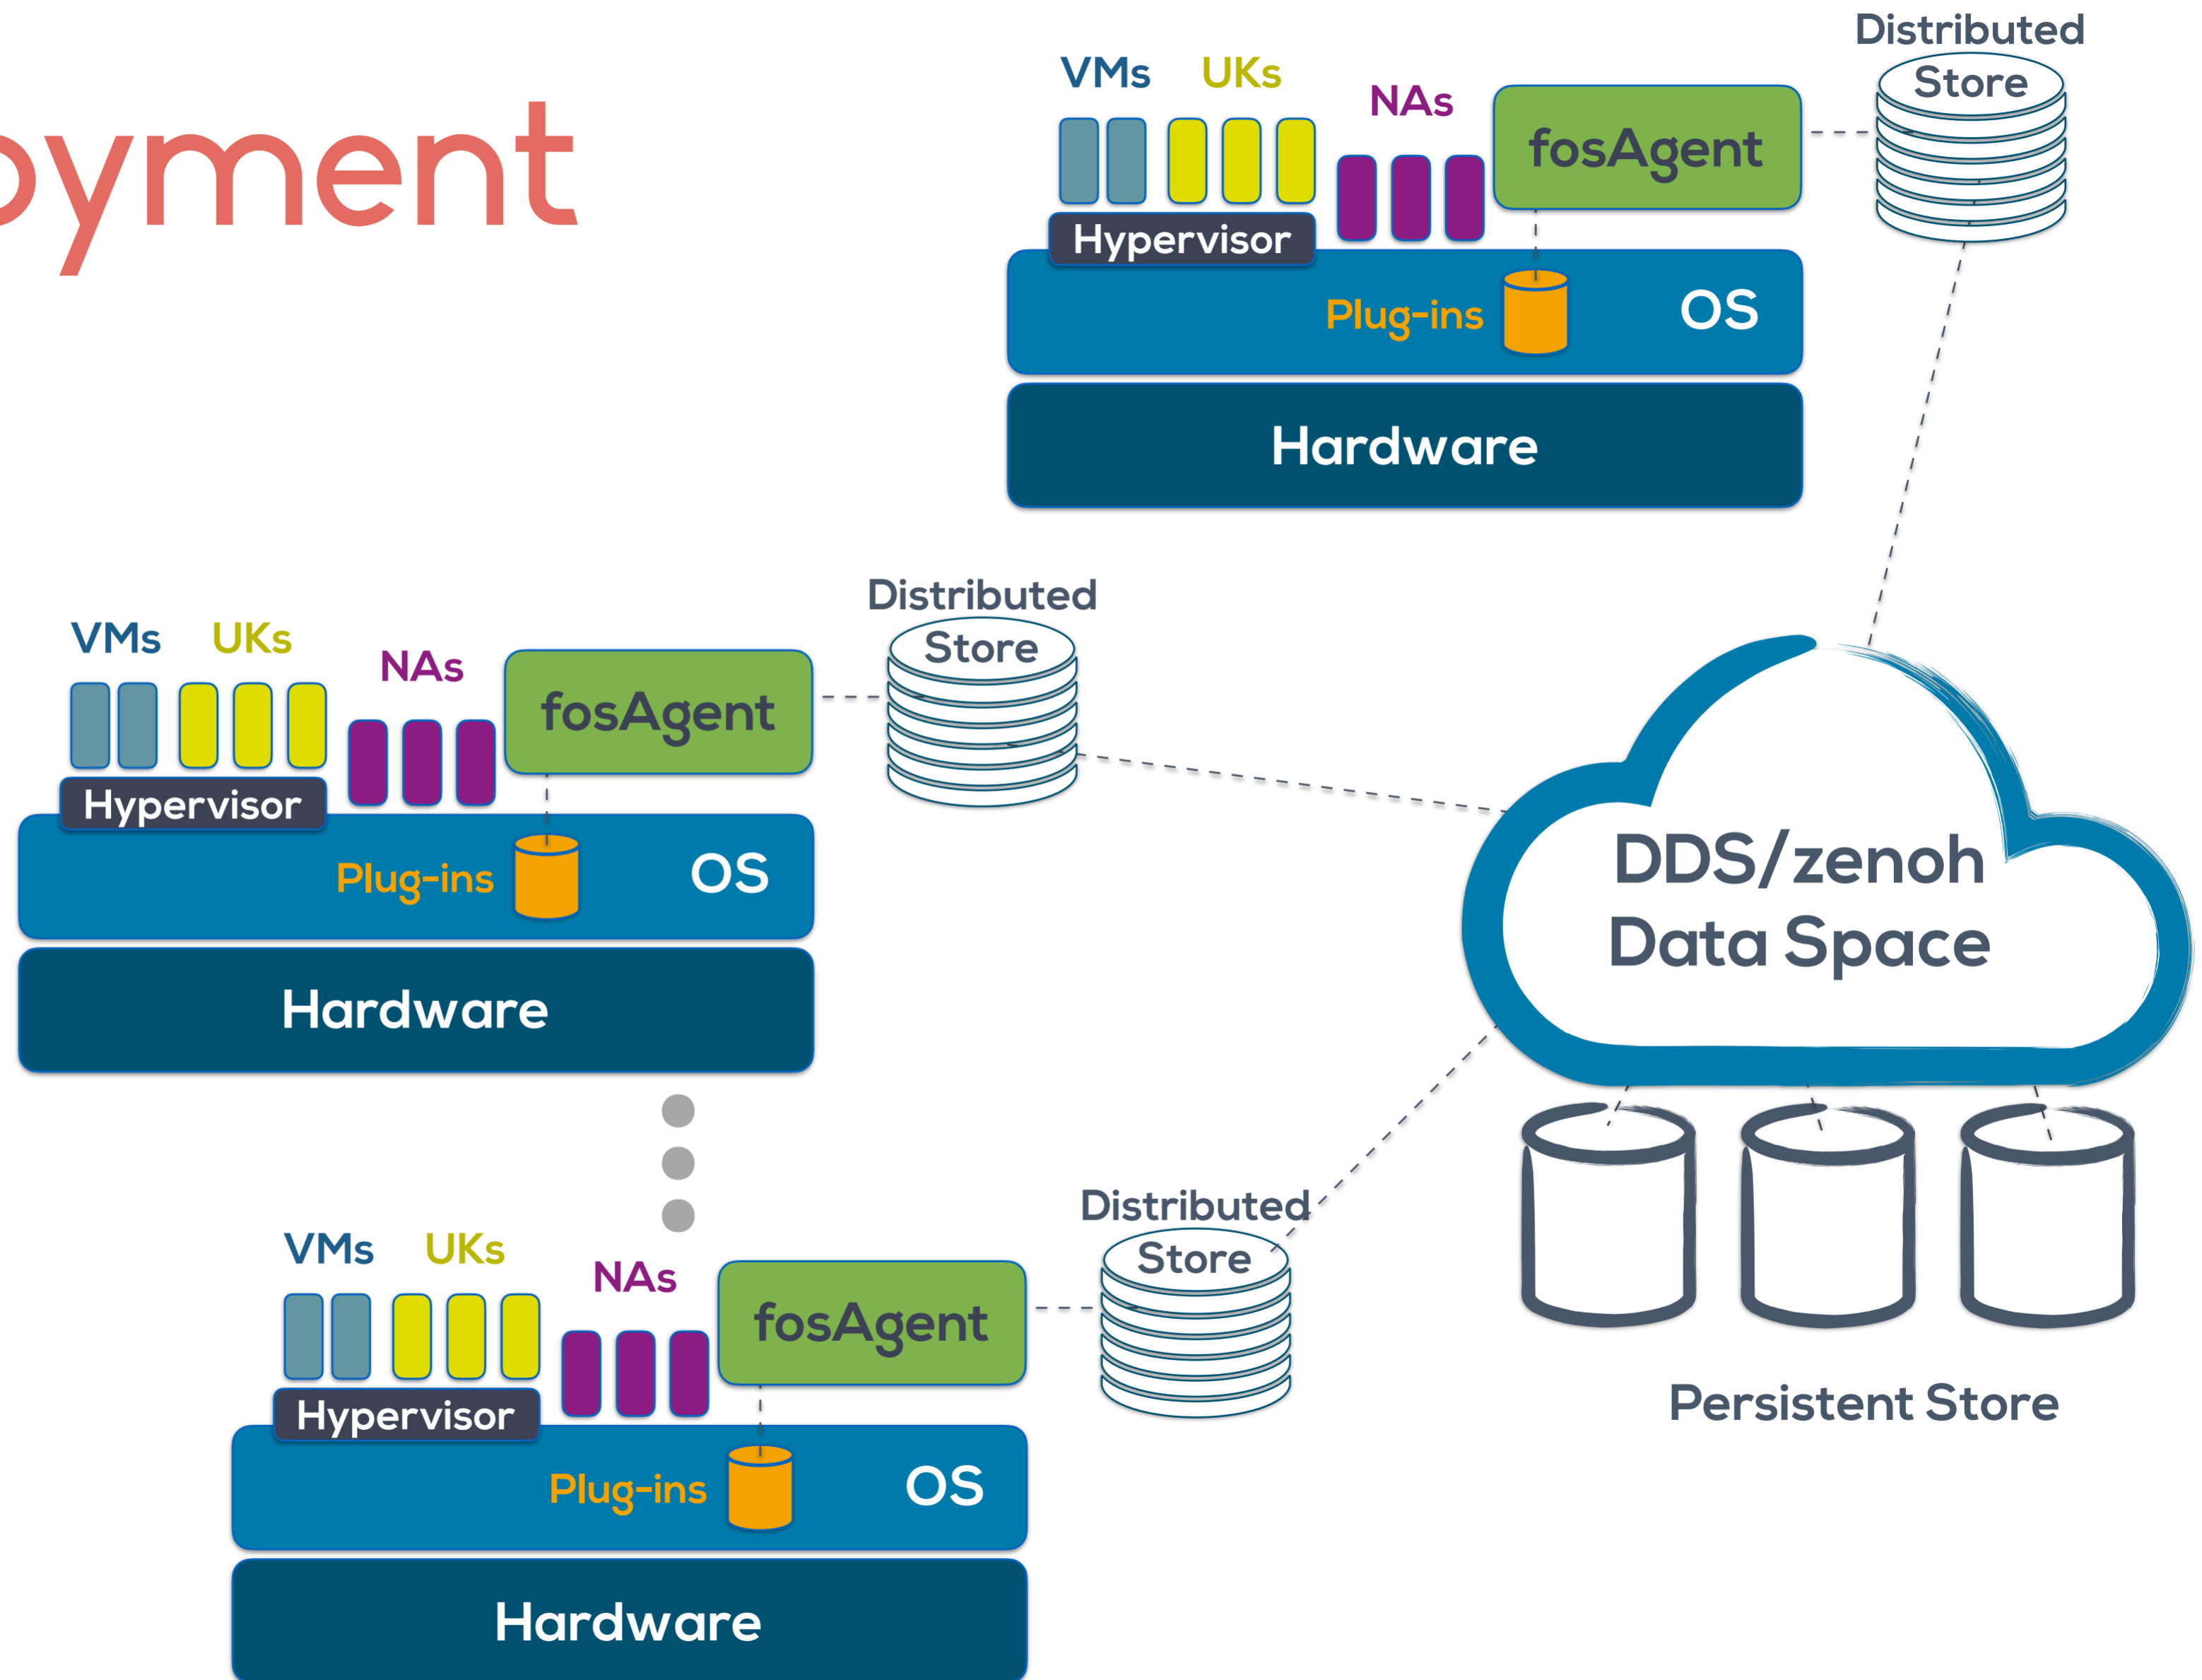 oyment
Distributed
Store
VMs
UKs
NAs
fosAgent
Hypervisor
Plug-ins
OS
Hardware
Distributed
Store
VMs
UKs
NAs
fosAgent
Hypervisor
Plug-ins
OS
Hardware
DDS/zenoh
Data Space
Distributed
Store
VMs
UKs
NAs
fosAgent
Hypervisor
Plug-ins
OS
Hardware
Persistent Store